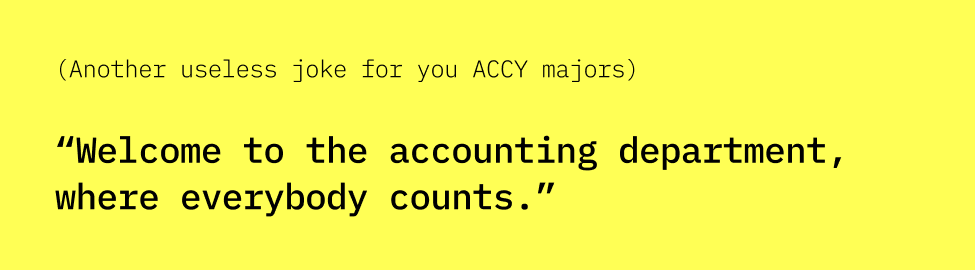 (Another useless joke for you ACCY majors)
“Welcome to the accounting department,
where everybody counts.”